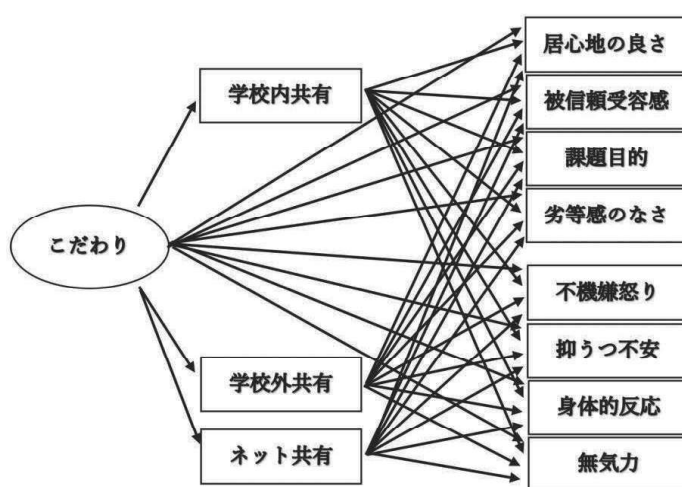 居心地の良さ
学校内共有
被信頼受容感
課題目的
劣等感のなさ
こだわり
不機嫌怒り
抑うつ不安
学校外共有
身体的反応
ネット共有
無気力